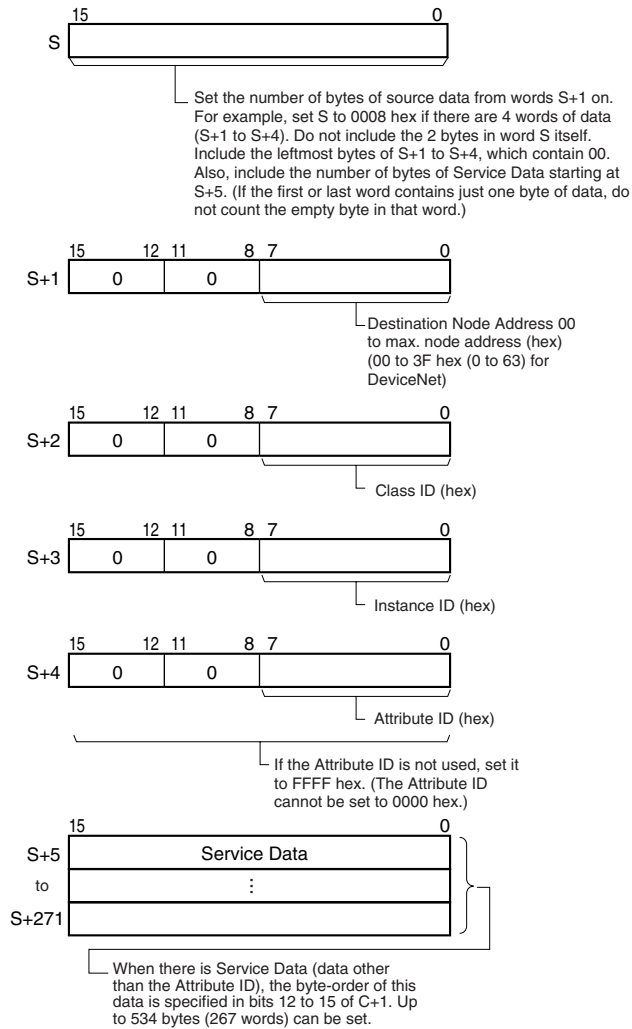 15 0
S
Set the number of bytes of source data from words S+1 on.
For example, set S to 0008 hex if there are 4 words of data
(S+1 to S+4). Do not include the 2 bytes in word S itself.
Include the leftmost bytes of S+1 to S+4, which contain 00.
Also, include the number of bytes of Service Data starting at
S+5. (If the first or last word contains just one byte of data, do
not count the empty byte in that word.)
15 12 11 8 7 0
S+1 0 0
Destination Node Address 00
to max. node address (hex)
(00 to 3F hex (0 to 63) for
DeviceNet)
15 12 11 8 7 0
S+2 0 0
Class ID (hex)
15 12 11 8 7 0
S+3 0 0
Instance ID (hex)
15 12 11 8 7 0
S+4 0 0
Attribute ID (hex)
If the Attribute ID is not used, set it
to FFFF hex. (The Attribute ID
cannot be set to 0000 hex.)
15 0
S+5 Service Data
to ⋮
S+271
When there is Service Data (data other
than the Attribute ID), the byte-order of this
data is specified in bits 12 to 15 of C+1. Up
to 534 bytes (267 words) can be set.